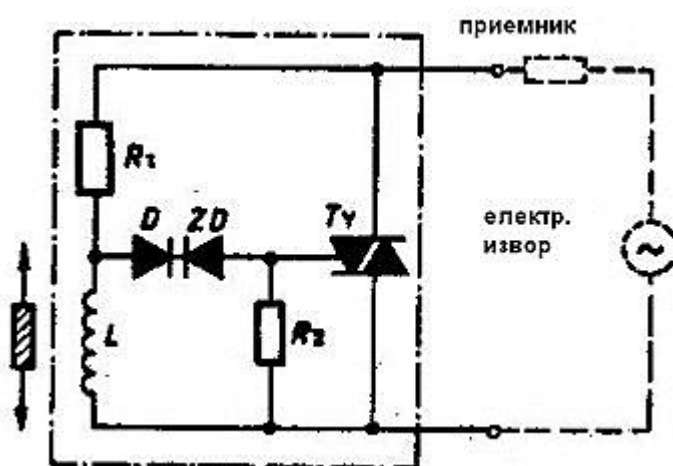 приемник
R1
D ZD Ty
електр.
извор
L
R2